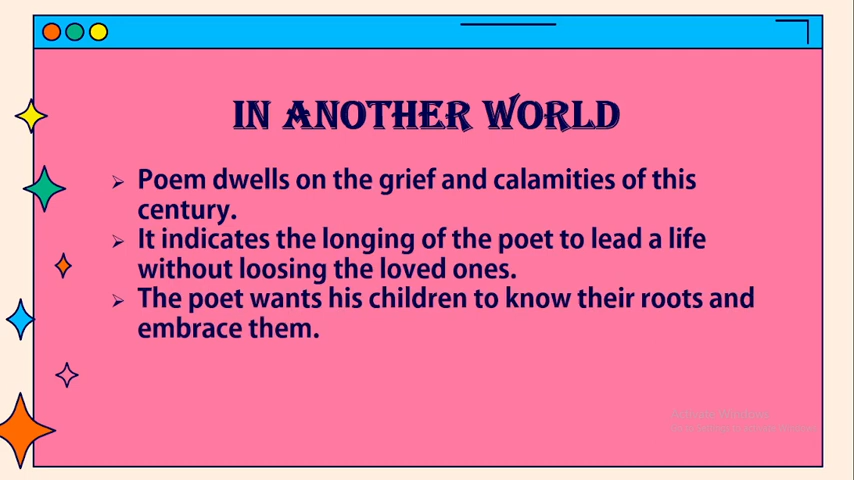 IN ANOTHER WORLD
Poem dwells on the grief and calamities of this
century.
It indicates the longing of the poet to lead a life
without loosing the loved ones.
The poet wants his children to know their roots and
embrace them.
Activate Windows